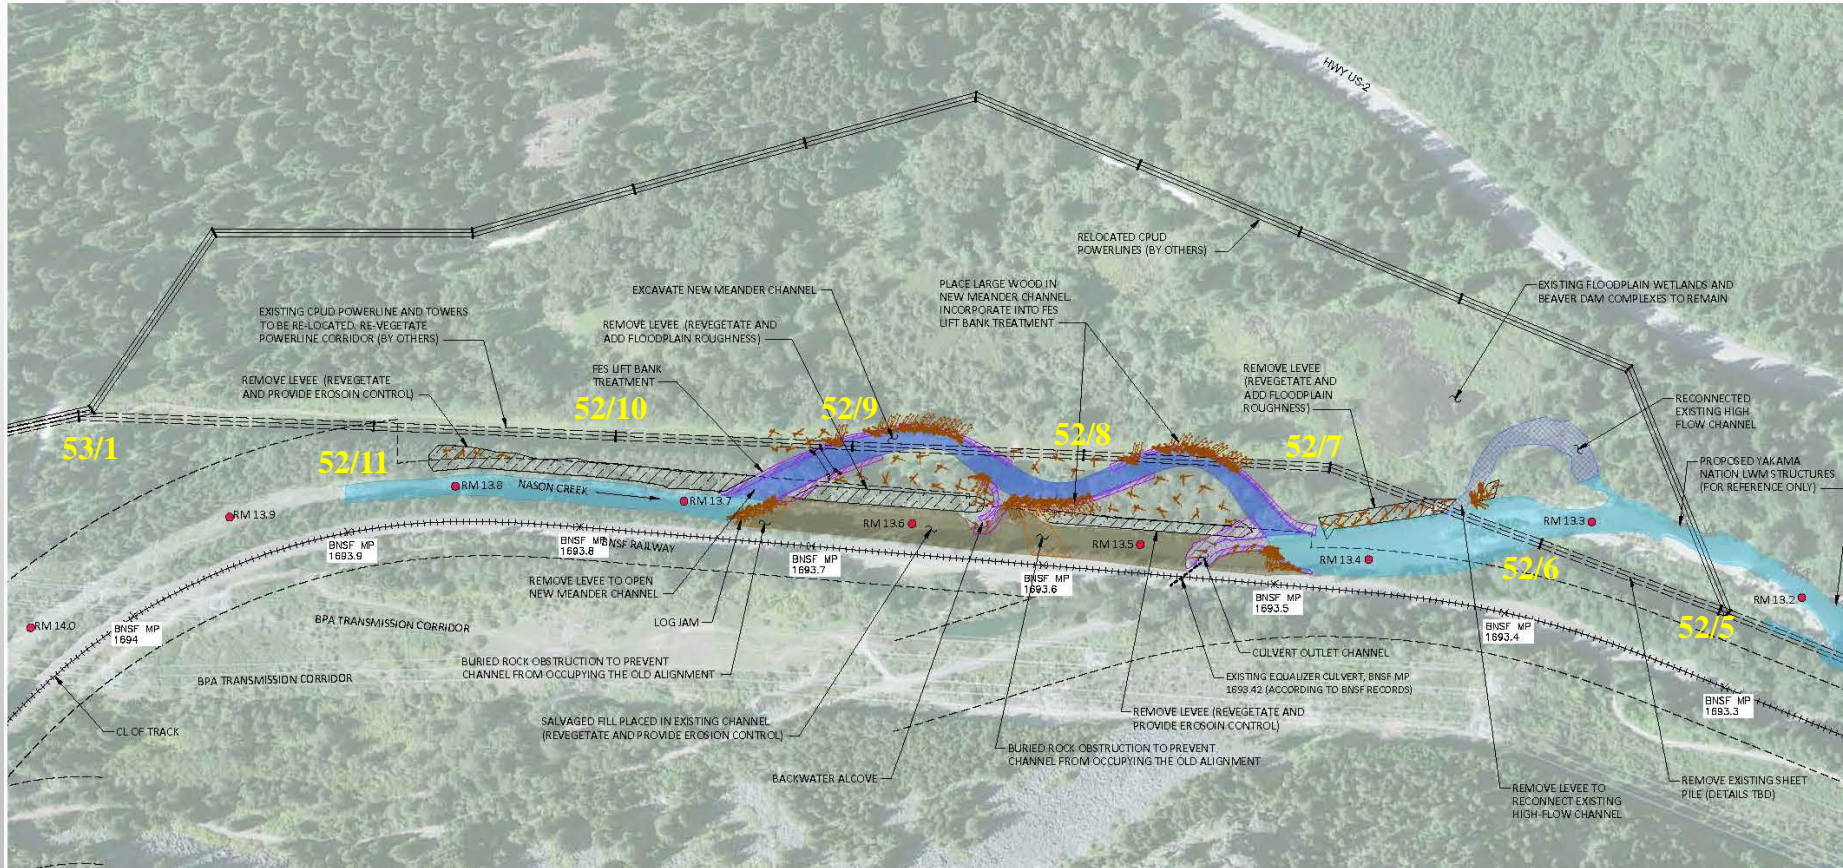 HWY US-2
RELOCATED CPUD
POWERLINES (BY OTHERS)
EXCAVATE NEW MEANDER CHANNEL
PLACE LARGE WOOD IN
NEW MEANDER CHANNEL.
INCORPORATE INTO FES
LIFT BANK TREATMENT
EXISTING FLOODPLAIN WETLANDS AND
BEAVER DAM COMPLEXES TO REMAIN
EXISTING CPUD POWERLINE AND TOWERS
TO BE RE-LOCATED. RE-VEGETATE
POWERLINE CORRIDOR (BY OTHERS)
REMOVE LEVEE (REVEGETATE AND
ADD FLOODPLAIN ROUGHNESS)
FES LIFT BANK
TREATMENT
REMOVE LEVEE
(REVEGETATE AND
ADD FLOODPLAIN
ROUGHNESS)
REMOVE LEVEE (REVEGETATE
AND PROVIDE EROSOIN CONTROL)
RECONNECTED
EXISTING HIGH
FLOW CHANNEL
53/1
52/11
52/10
52/9
52/8
52/7
52/6
52/5
PROPOSED YAKAMA
NATION LWM STRUCTURES
(FOR REFERENCE ONLY)
RM 14.0
RM 13.9
RM 13.8
NASON CREEK
RM 13.7
RM 13.6
RM 13.5
RM 13.4
RM 13.3
RM 13.2
BNSF MP
1694
BNSF MP
1693.9
BNSF MP
1693.8
BNSF RAILWAY
BNSF MP
1693.7
BNSF MP
1693.6
BNSF MP
1693.5
BNSF MP
1693.4
BNSF MP
1693.3
REMOVE LEVEE TO OPEN
NEW MEANDER CHANNEL
LOG JAM
BPA TRANSMISSION CORRIDOR
BPA TRANSMISSION CORRIDOR
CL OF TRACK
BURIED ROCK OBSTRUCTION TO PREVENT
CHANNEL FROM OCCUPYING THE OLD ALIGNMENT
SALVAGED FILL PLACED IN EXISTING CHANNEL
(REVEGETATE AND PROVIDE EROSION CONTROL)
BACKWATER ALCOVE
CULVERT OUTLET CHANNEL
EXISTING EQUALIZER CULVERT, BNSF MP
1693.42 (ACCORDING TO BNSF RECORDS)
REMOVE LEVEE (REVEGETATE AND
PROVIDE EROSOIN CONTROL)
BURIED ROCK OBSTRUCTION TO PREVENT
CHANNEL FROM OCCUPYING THE OLD ALIGNMENT
REMOVE LEVEE TO
RECONNECT EXISTING
HIGH-FLOW CHANNEL
REMOVE EXISTING SHEET
PILE (DETAILS TBD)